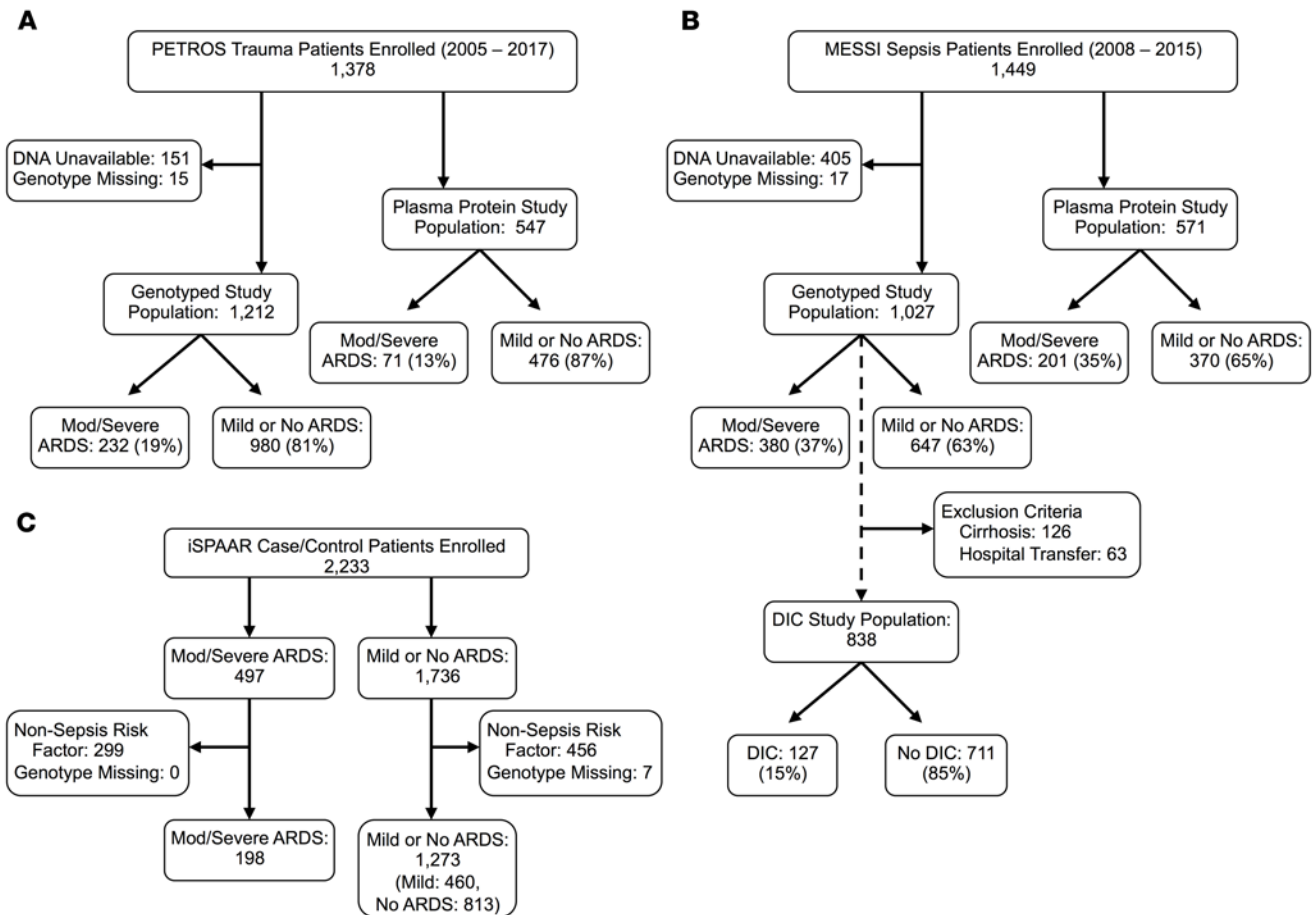 A
PETROS Trauma Patients Enrolled (2005 – 2017)
1,378
DNA Unavailable: 151
Genotype Missing: 15
Plasma Protein Study
Population: 547
Genotyped Study
Population: 1,212
Mod/Severe
ARDS: 71 (13%)
Mild or No ARDS:
476 (87%)
Mod/Severe
ARDS: 232 (19%)
Mild or No ARDS:
980 (81%)
B
MESSI Sepsis Patients Enrolled (2008 – 2015)
1,449
DNA Unavailable: 405
Genotype Missing: 17
Plasma Protein Study
Population: 571
Genotyped Study
Population: 1,027
Mod/Severe
ARDS: 201 (35%)
Mild or No ARDS:
370 (65%)
Mod/Severe
ARDS: 380 (37%)
Mild or No ARDS:
647 (63%)
Exclusion Criteria
Cirrhosis: 126
Hospital Transfer: 63
DIC Study Population:
838
DIC: 127
(15%)
No DIC: 711
(85%)
C
iSPAAR Case/Control Patients Enrolled
2,233
Mod/Severe ARDS:
497
Mild or No ARDS:
1,736
Non-Sepsis Risk
Factor: 299
Genotype Missing: 0
Non-Sepsis Risk
Factor: 456
Genotype Missing: 7
Mod/Severe ARDS:
198
Mild or No ARDS:
1,273
(Mild: 460,
No ARDS: 813)